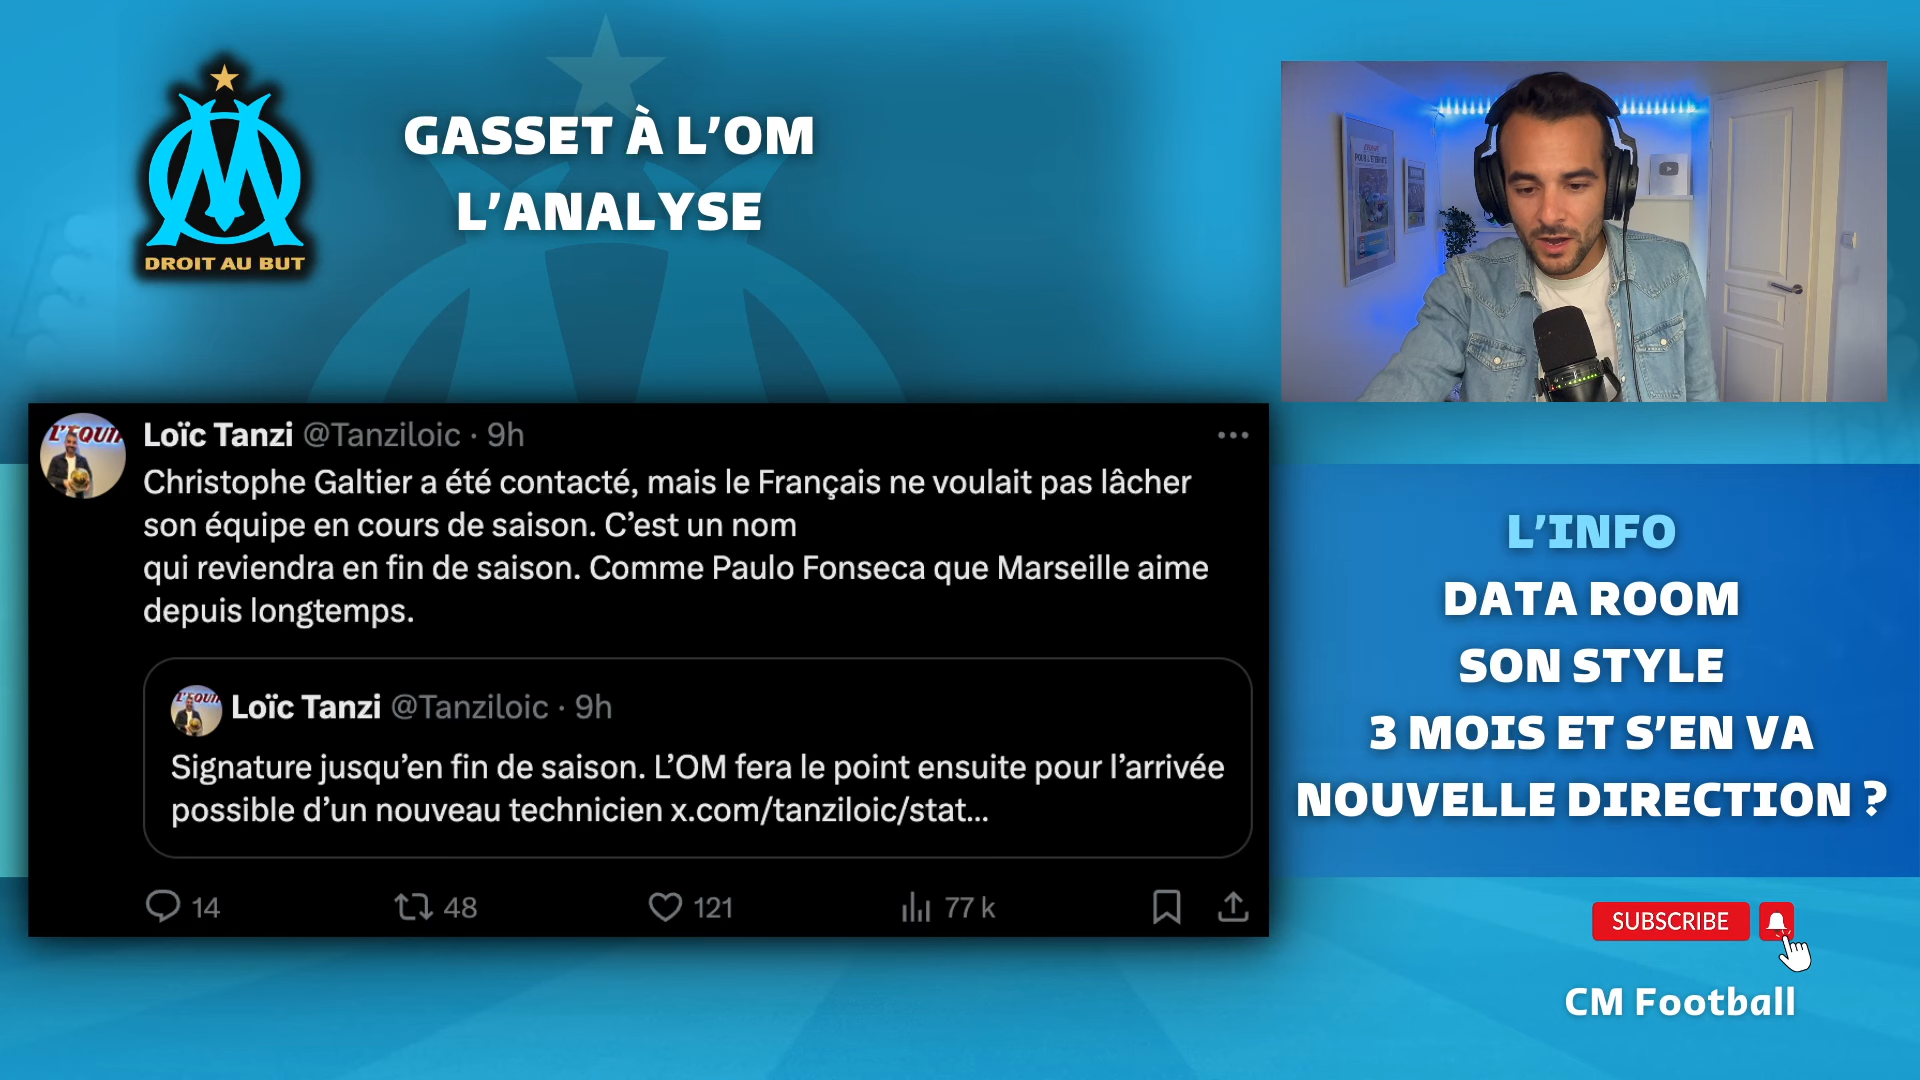 DROIT AU BUT
GASSET À L’OM
L’ANALYSE
POUR L'ÉTERNITÉ
L'ÉQUIP
Loïc Tanzi @Tanziloic · 9h
Christophe Galtier a été contacté, mais le Français ne voulait pas lâcher
son équipe en cours de saison. C’est un nom
qui reviendra en fin de saison. Comme Paulo Fonseca que Marseille aime
depuis longtemps.
Loïc Tanzi @Tanziloic · 9h
Signature jusqu’en fin de saison. L’OM fera le point ensuite pour l’arrivée
possible d’un nouveau technicien x.com/tanziloic/stat...
14 48 121 77 k
L’INFO
DATA ROOM
SON STYLE
3 MOIS ET S’EN VA
NOUVELLE DIRECTION ?
SUBSCRIBE
CM Football